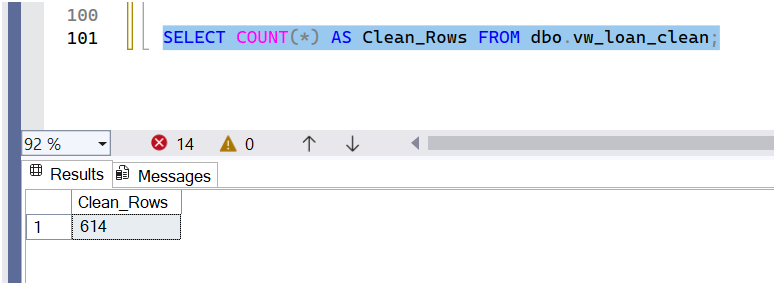 100
101 SELECT COUNT(*) AS Clean_Rows FROM dbo.vw_loan_clean;
92 % 14 0
Results Messages
Clean_Rows
1 614